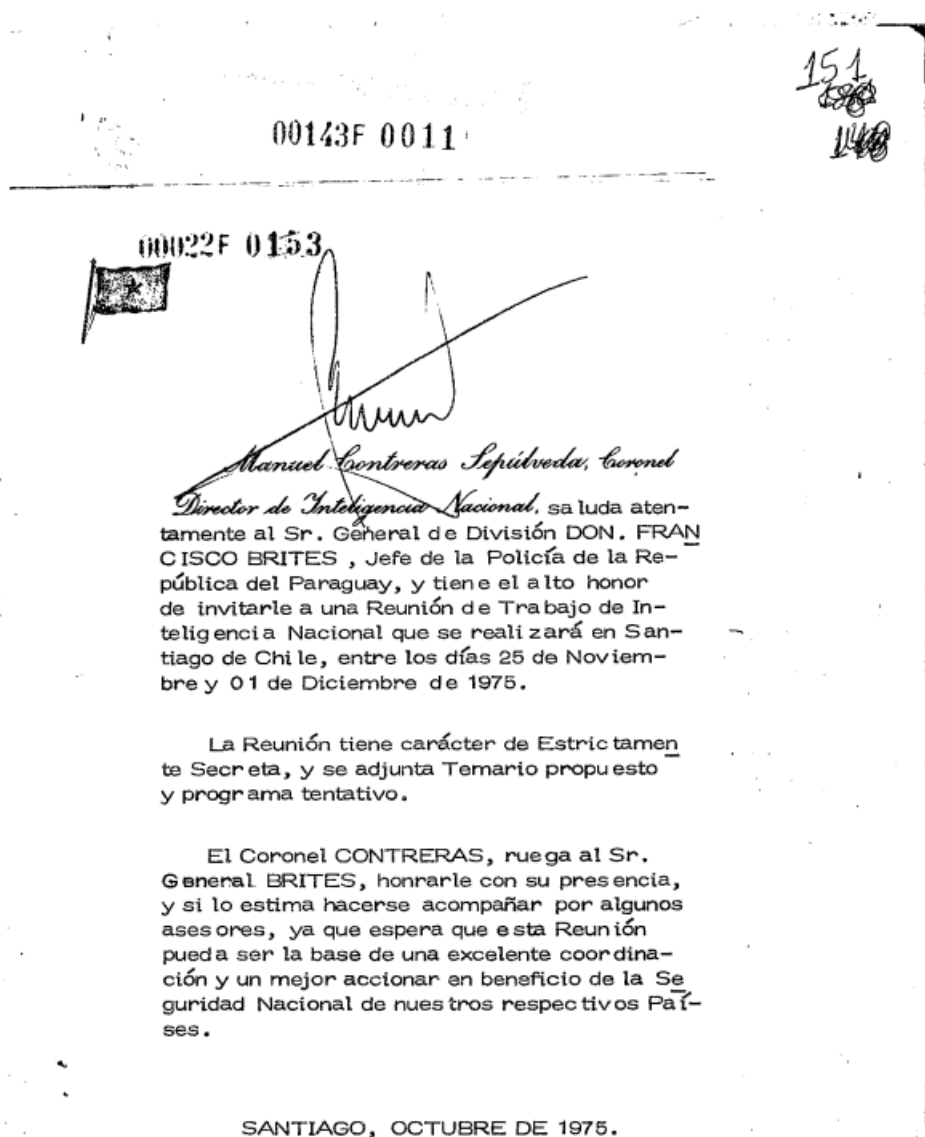 151
00143F 0011
00022F 0153
Manuel Contreras Sepúlveda, Coronel
Director de Inteligencia Nacional, saluda aten-
tamente al Sr. General de División DON. FRAN
CISCO BRITES , Jefe de la Policía de la Re-
pública del Paraguay, y tiene el alto honor
de invitarle a una Reunión de Trabajo de In-
teligencia Nacional que se realizará en San-
tiago de Chile, entre los días 25 de Noviem-
bre y 01 de Diciembre de 1975.
La Reunión tiene carácter de Estrictamen
te Secreta, y se adjunta Temario propuesto
y programa tentativo.
El Coronel CONTRERAS, ruega al Sr.
General BRITES, honrarle con su presencia,
y si lo estima hacerse acompañar por algunos
asesores, ya que espera que esta Reunión
pueda ser la base de una excelente coordina-
ción y un mejor accionar en beneficio de la Se
guridad Nacional de nuestros respectivos Paí-
ses.
SANTIAGO, OCTUBRE DE 1975.